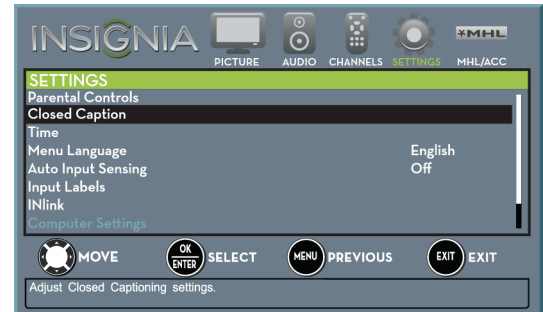 INSIGNIA
PICTURE AUDIO CHANNELS SETTINGS MHL/ACC
MHL
SETTINGS
Parental Controls
Closed Caption
Time
Menu Language English
Auto Input Sensing Off
Input Labels
INlink
Computer Settings
MOVE OK ENTER SELECT MENU PREVIOUS EXIT EXIT
Adjust Closed Captioning settings.